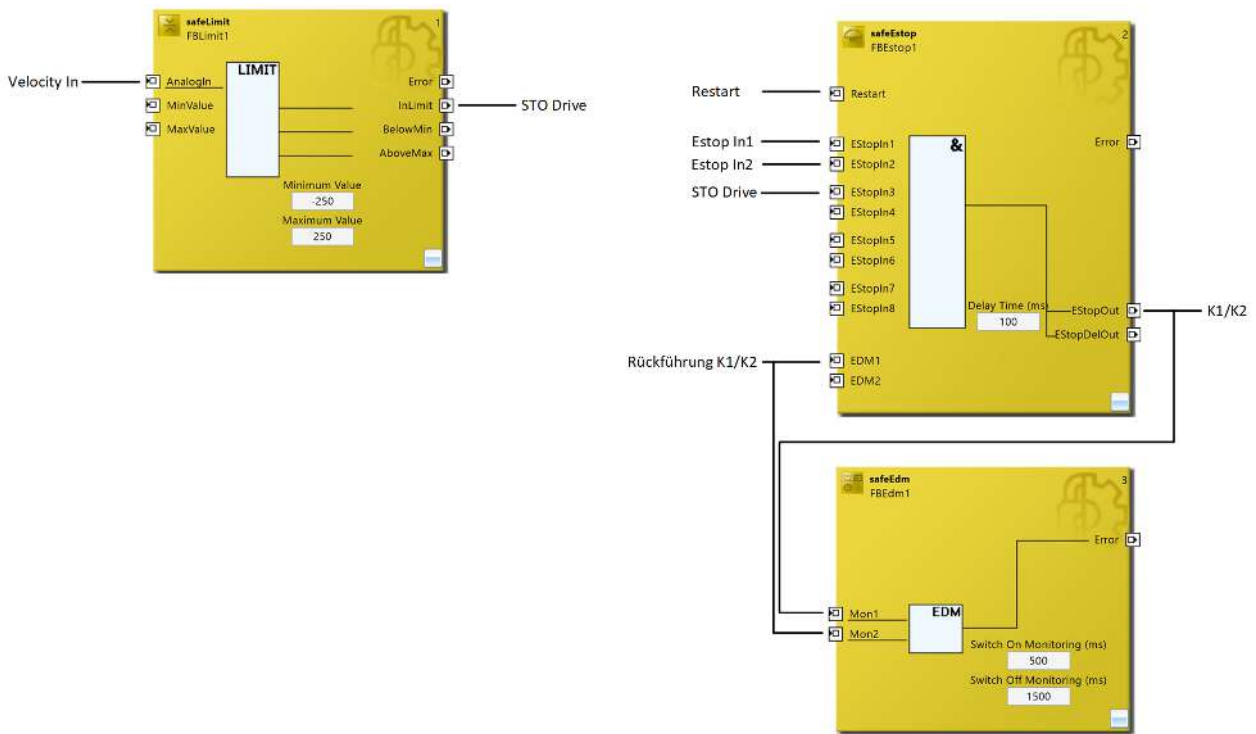 safeLimit
FBLimit1
1
Velocity In
AnalogIn
LIMIT
Error
MinValue
InLimit
STO Drive
MaxValue
BelowMin
AboveMax
Minimum Value
-250
Maximum Value
250
safeEstop
FBEstop1
2
Restart
Restart
Estop In1
EStopIn1
&
Error
Estop In2
EStopIn2
STO Drive
EStopIn3
EStopIn4
EStopIn5
EStopIn6
EStopIn7
EStopIn8
Delay Time (ms)
100
EStopOut
K1/K2
EStopDelOut
Rückführung K1/K2
EDM1
EDM2
safeEdm
FBEdm1
3
Error
Mon1
EDM
Mon2
Switch On Monitoring (ms)
500
Switch Off Monitoring (ms)
1500